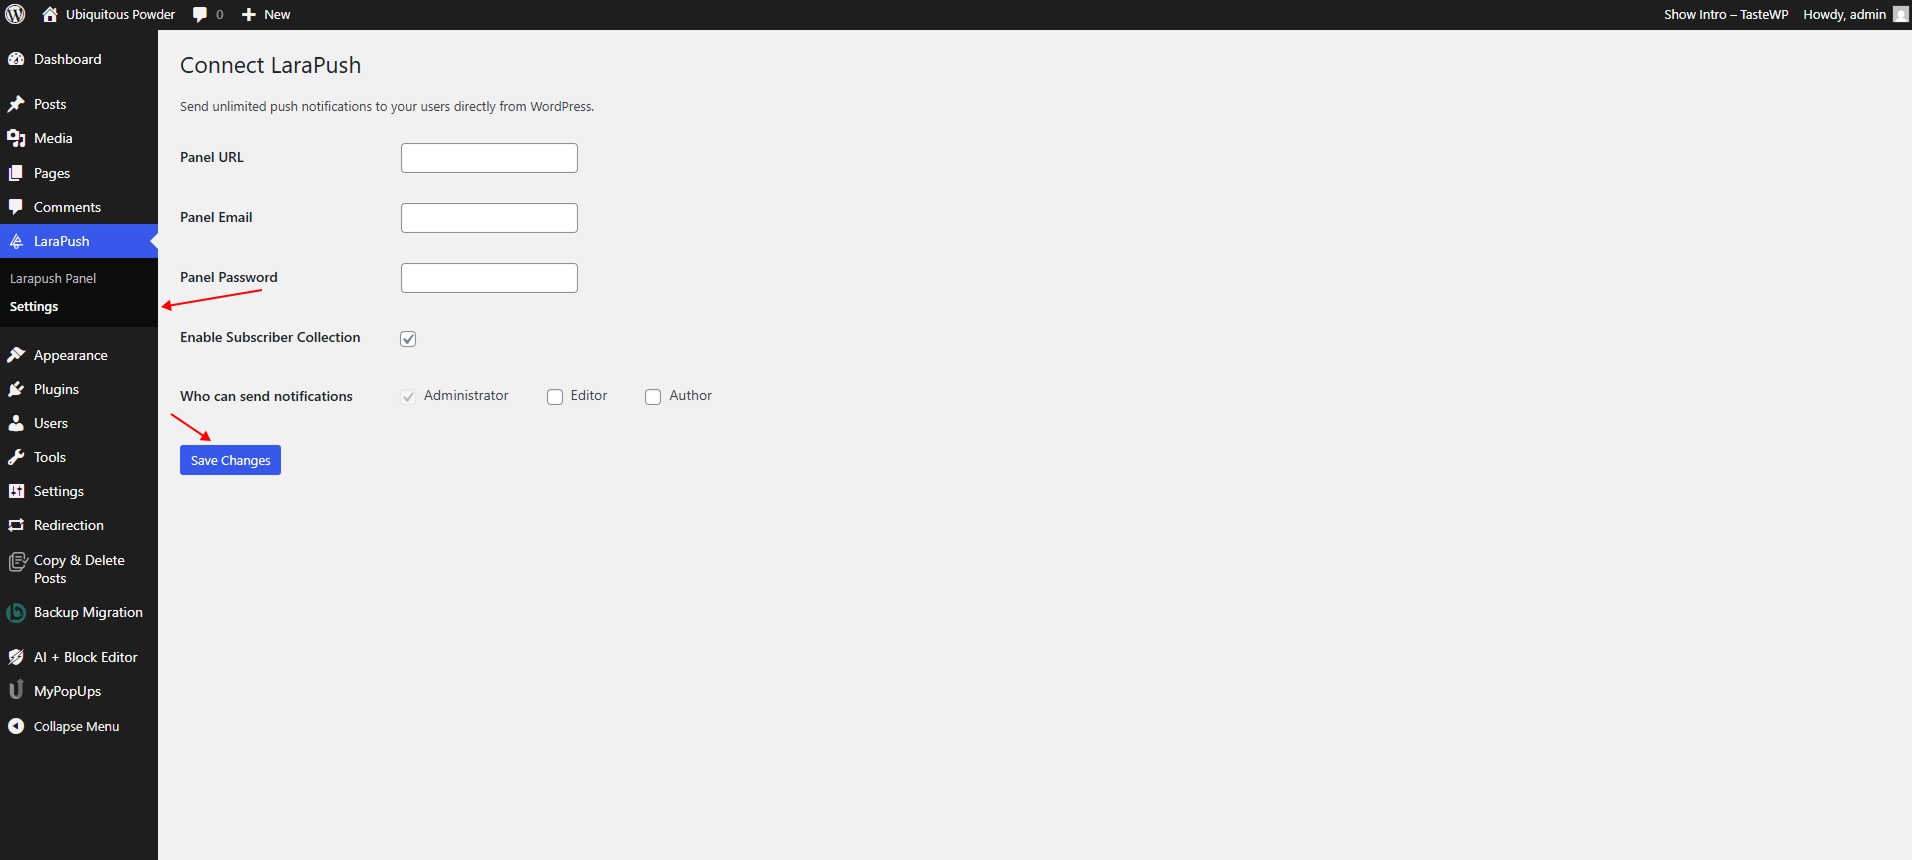 Ubiquitous Powder 0 New Show Intro – TasteWP Howdy, admin
Dashboard
Posts
Media
Pages
Comments
LaraPush
Larapush Panel
Settings
Appearance
Plugins
Users
Tools
Settings
Redirection
Copy & Delete
Posts
Backup Migration
AI + Block Editor
MyPopUps
Collapse Menu
Connect LaraPush
Send unlimited push notifications to your users directly from WordPress.
Panel URL
Panel Email
Panel Password
Enable Subscriber Collection
Who can send notifications Administrator Editor Author
Save Changes